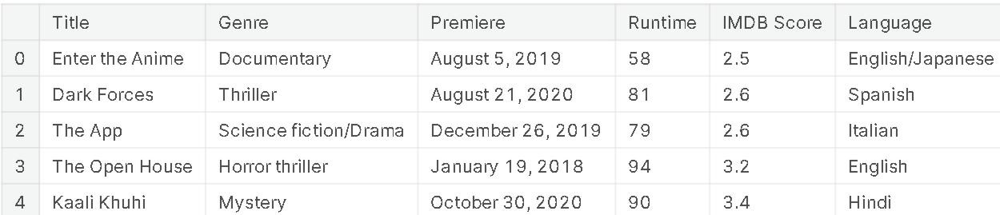 Title Genre Premiere Runtime IMDB Score Language
0 Enter the Anime Documentary August 5, 2019 58 2.5 English/Japanese
1 Dark Forces Thriller August 21, 2020 81 2.6 Spanish
2 The App Science fiction/Drama December 26, 2019 79 2.6 Italian
3 The Open House Horror thriller January 19, 2018 94 3.2 English
4 Kaali Khuhi Mystery October 30, 2020 90 3.4 Hindi